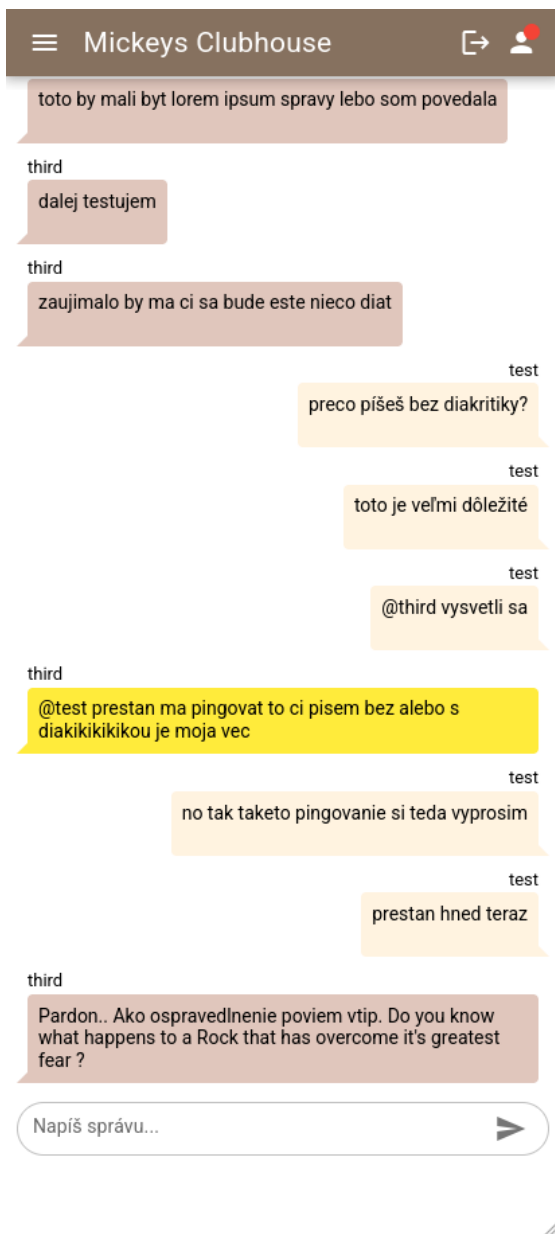 Mickeys Clubhouse
toto by mali byt lorem ipsum spravy lebo som povedala
third
dalej testujem
third
zaujimalo by ma ci sa bude este nieco diat
test
preco píšeš bez diakritiky?
test
toto je veľmi dôležité
test
@third vysvetli sa
third
@test prestan ma pingovat to ci pisem bez alebo s
diakikikikikou je moja vec
test
no tak taketo pingovanie si teda vyprosim
test
prestan hned teraz
third
Pardon.. Ako ospravedlnenie poviem vtip. Do you know
what happens to a Rock that has overcome it's greatest
fear ?
Napíš správu...